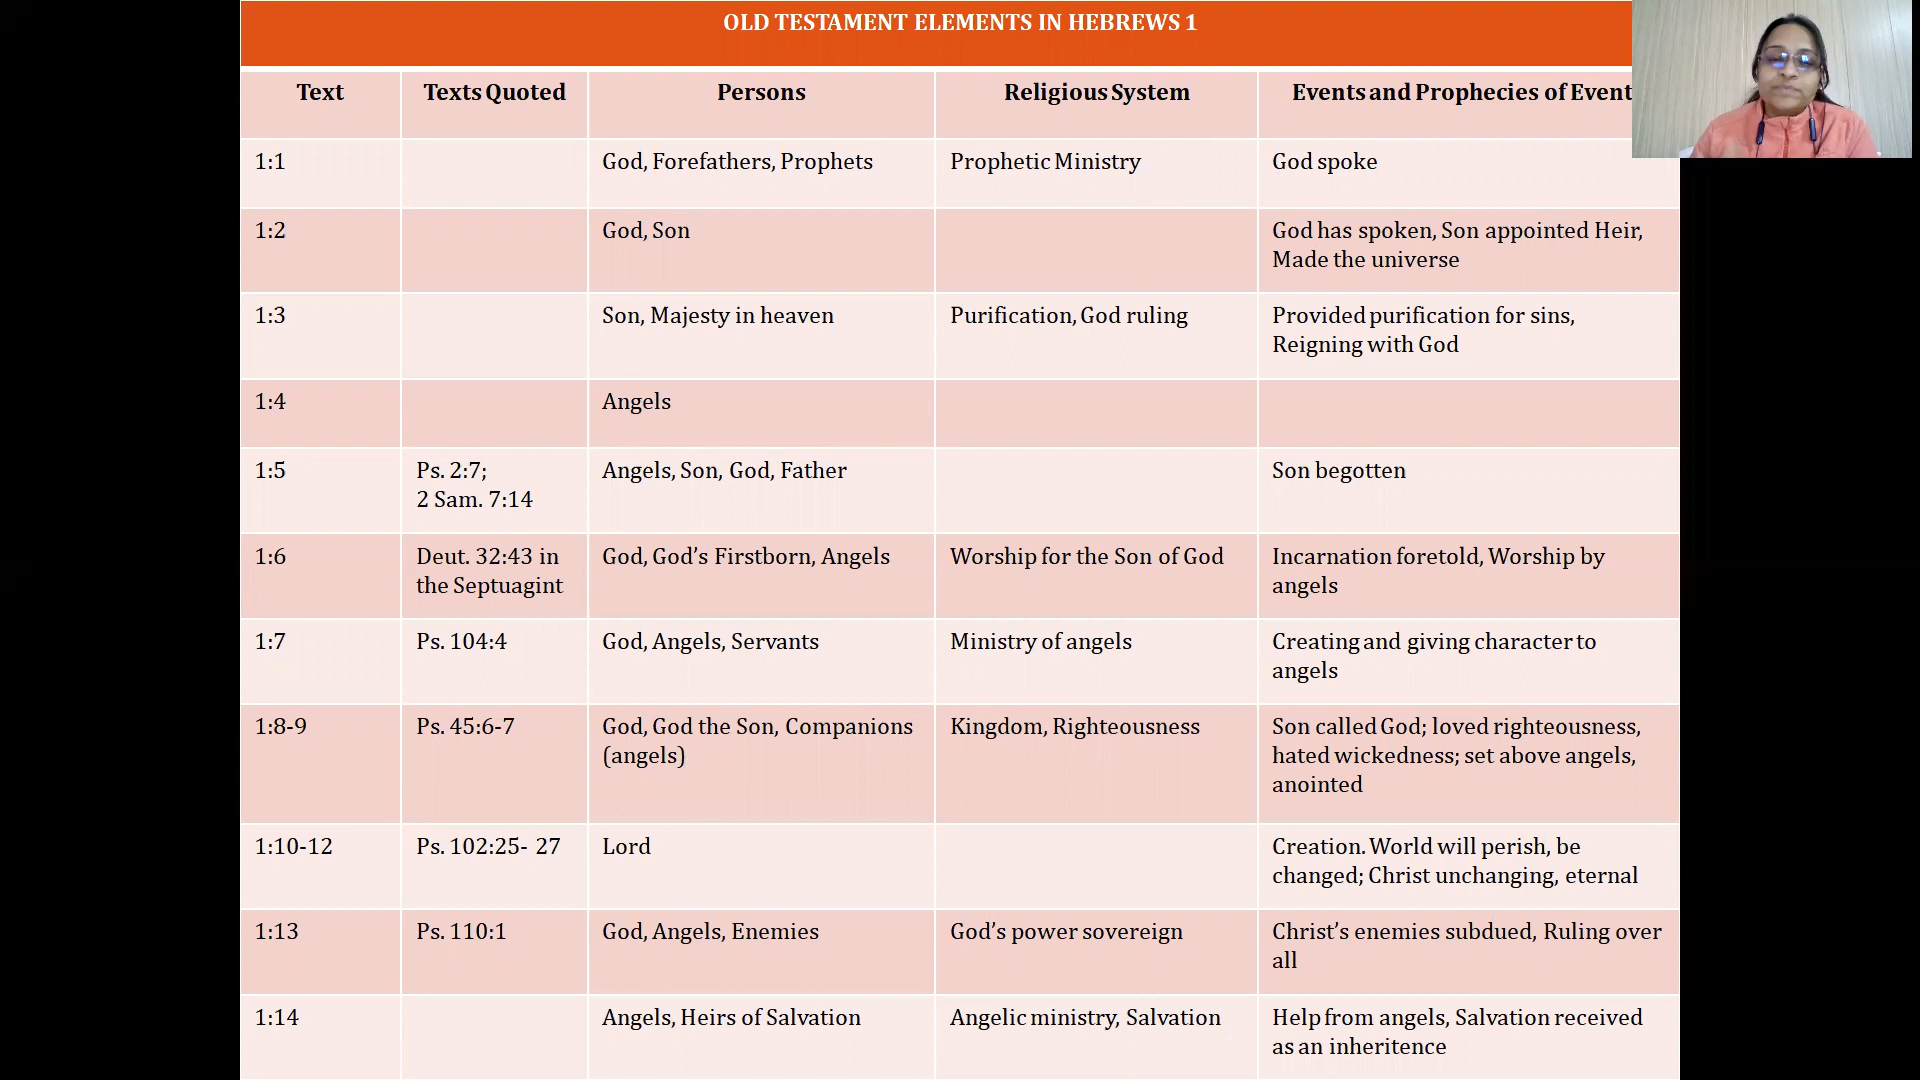 OLD TESTAMENT ELEMENTS IN HEBREWS 1
Text Texts Quoted Persons Religious System Events and Prophecies of Event
1:1 God, Forefathers, Prophets Prophetic Ministry God spoke
1:2 God, Son God has spoken, Son appointed Heir,
Made the universe
1:3 Son, Majesty in heaven Purification, God ruling Provided purification for sins,
Reigning with God
1:4 Angels
1:5 Ps. 2:7; Angels, Son, God, Father Son begotten
2 Sam. 7:14
1:6 Deut. 32:43 in God, God’s Firstborn, Angels Worship for the Son of God Incarnation foretold, Worship by
the Septuagint angels
1:7 Ps. 104:4 God, Angels, Servants Ministry of angels Creating and giving character to
angels
1:8-9 Ps. 45:6-7 God, God the Son, Companions Kingdom, Righteousness Son called God; loved righteousness,
(angels) hated wickedness; set above angels,
anointed
1:10-12 Ps. 102:25- 27 Lord Creation. World will perish, be
changed; Christ unchanging, eternal
1:13 Ps. 110:1 God, Angels, Enemies God’s power sovereign Christ’s enemies subdued, Ruling over
all
1:14 Angels, Heirs of Salvation Angelic ministry, Salvation Help from angels, Salvation received
as an inheritence